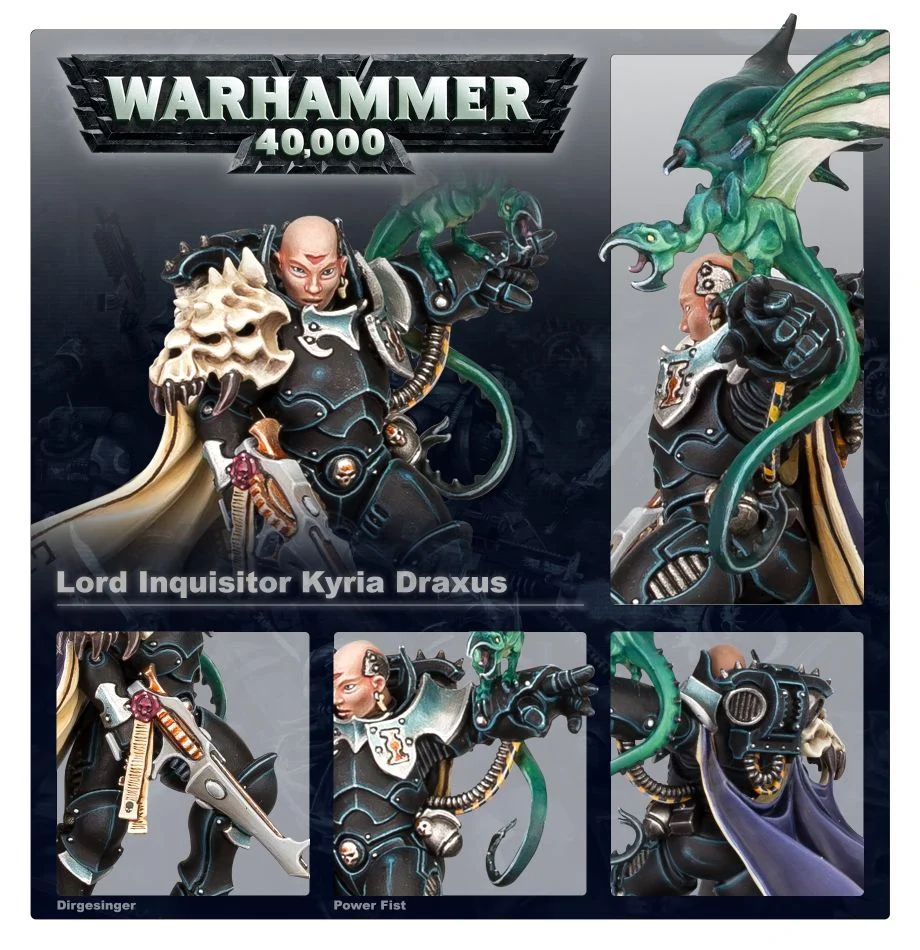 WARHAMMER
40,000
Lord Inquisitor Kyria Draxus
Dirgesinger
Power Fist